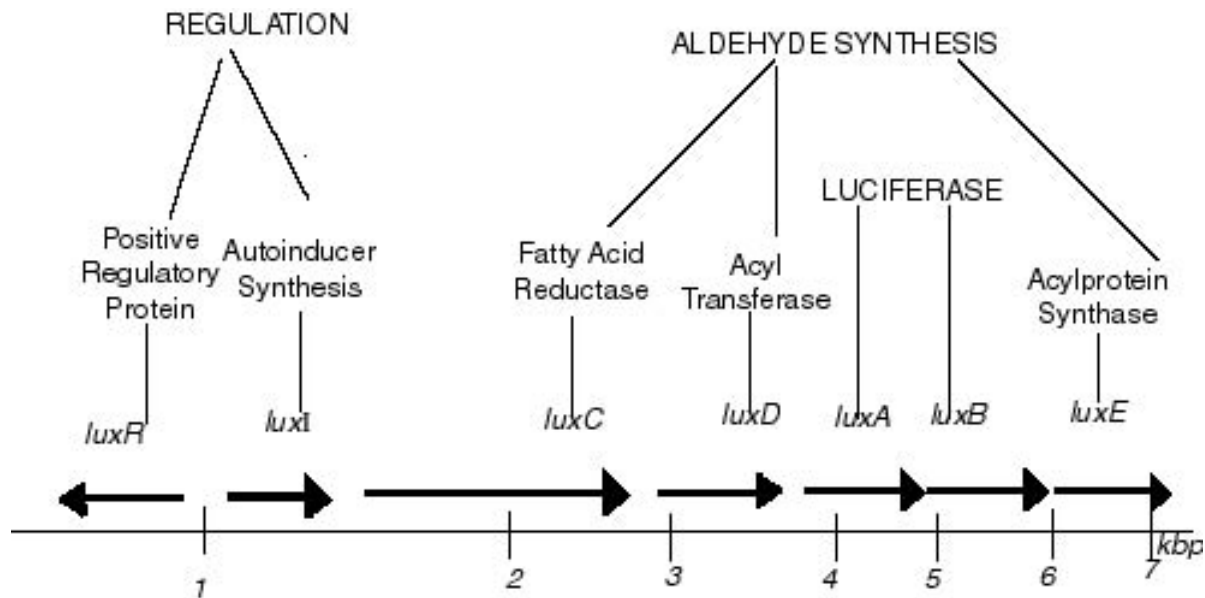 REGULATION
ALDEHYDE SYNTHESIS
LUCIFERASE
Positive
Regulatory
Protein
Autoinducer
Synthesis
Fatty Acid
Reductase
Acyl
Transferase
Acylprotein
Synthase
luxR
luxI
luxC
luxD
luxA
luxB
luxE
1
2
3
4
5
6
7
kbp